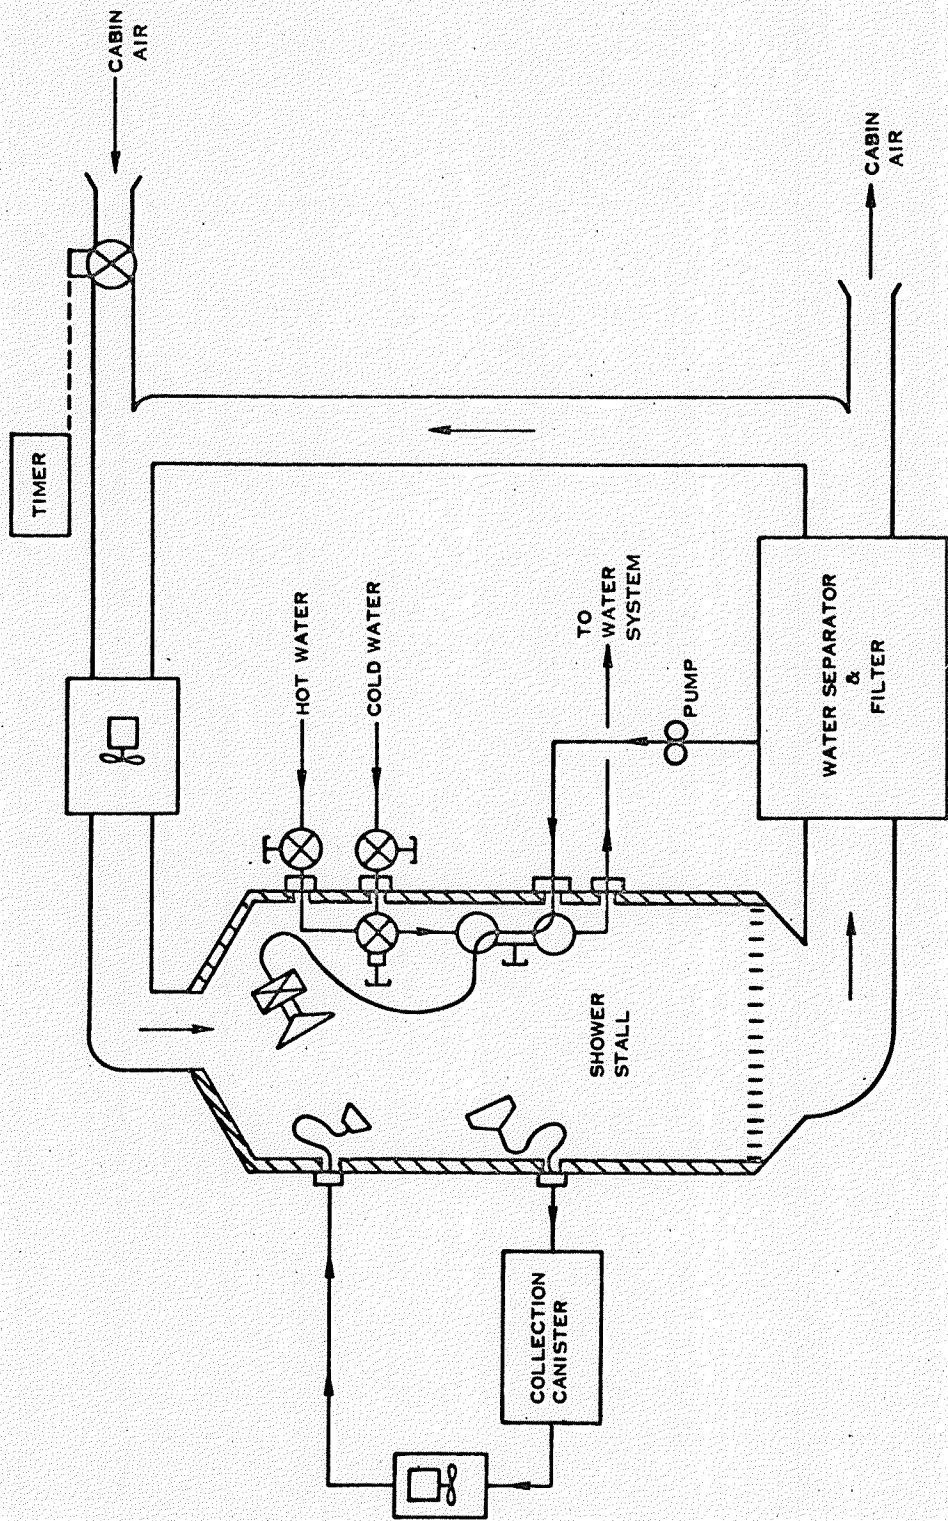 CABIN
AIR
TIMER
CABIN
AIR
HOT WATER
COLD WATER
TO
WATER
SYSTEM
PUMP
WATER SEPARATOR
&
FILTER
SHOWER
STALL
COLLECTION
CANISTER